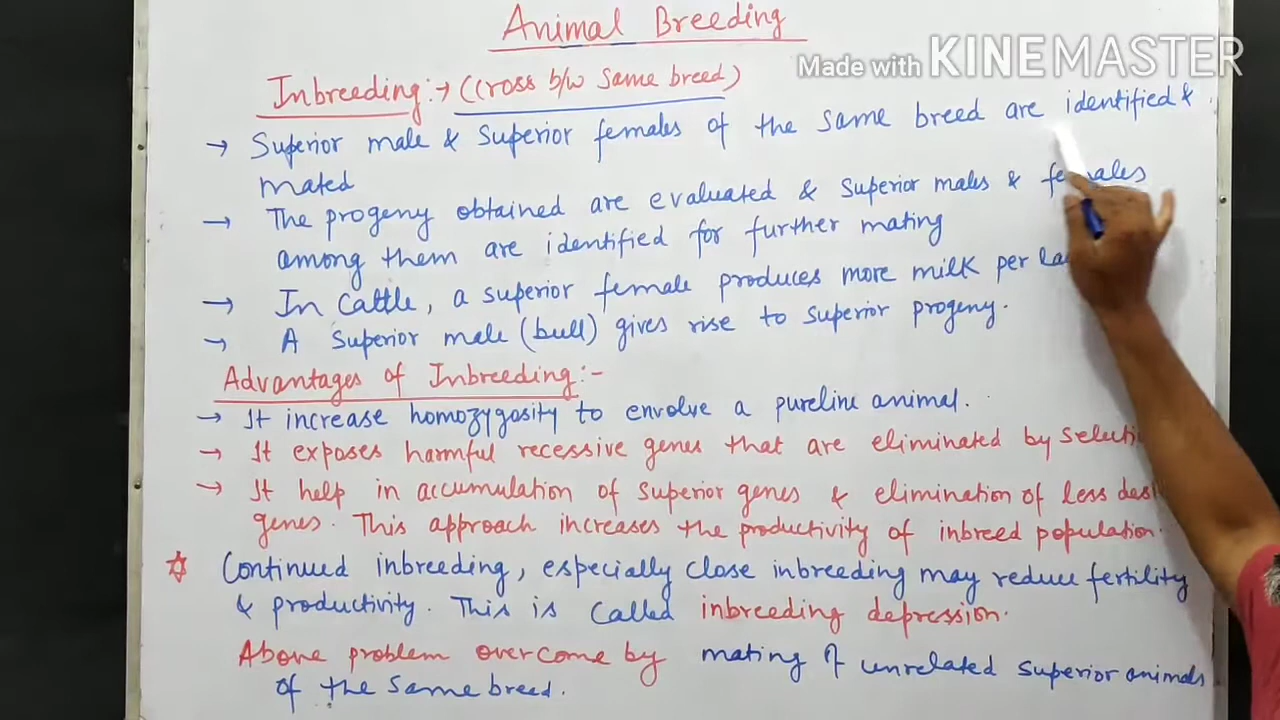 Animal Breeding
Made with KINEMASTER
Inbreeding :→ (Cross b/w Same breed)
→ Superior male & Superior females of the same breed are identified &
mated
→ The progeny obtained are evaluated & Superior males & females
among them are identified for further mating
→ In Cattle, a superior female produces more milk per
→ A Superior male (bull) gives rise to superior progeny.
Advantages of Inbreeding :-
→ It increase homozygosity to envolve a pureline animal.
→ It exposes harmful recessive genes that are eliminated by
→ It help in accumulation of superior genes & elimination of less
genes. This approach increases the productivity of inbreed population.
☆ Continued inbreeding, especially close inbreeding may reduce fertility
& productivity. This is called inbreeding depression.
Above problem overcome by mating of unrelated superior animals
of the same breed.